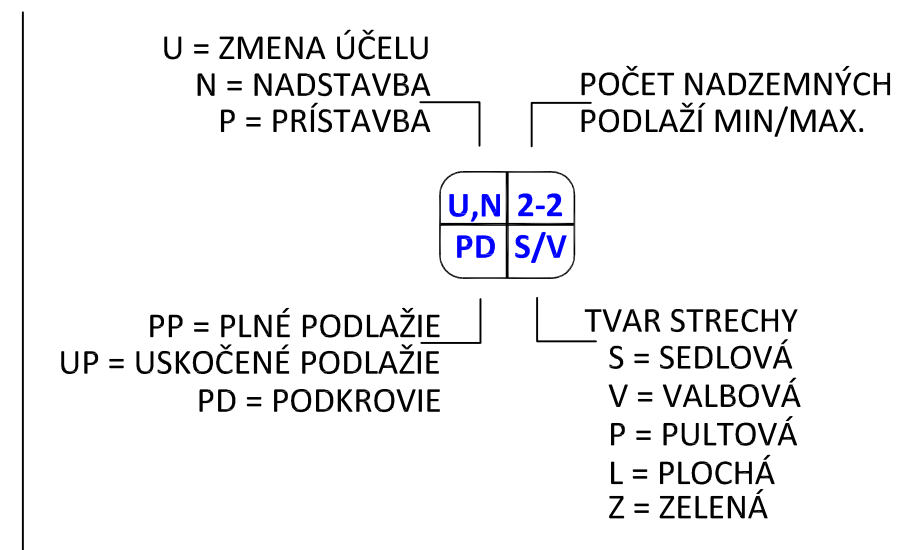 U = ZMENA ÚČELU
N = NADSTAVBA
P = PRÍSTAVBA
POČET NADZEMNÝCH
PODLAŽÍ MIN/MAX.
U,N 2-2
PD S/V
PP = PLNÉ PODLAŽIE
UP = USKOČENÉ PODLAŽIE
PD = PODKROVIE
TVAR STRECHY
S = SEDLOVÁ
V = VALBOVÁ
P = PULTOVÁ
L = PLOCHÁ
Z = ZELENÁ